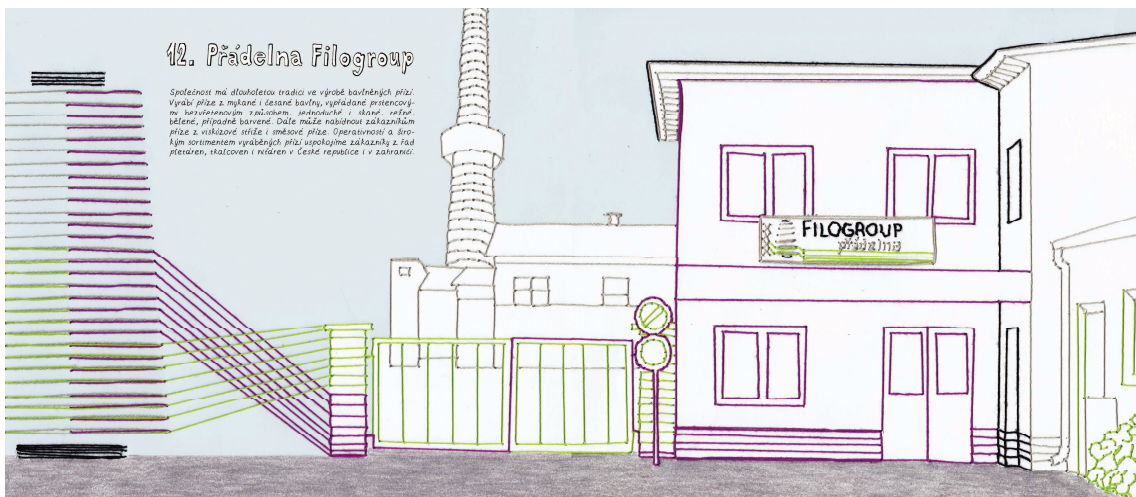 12. Přádelna Filogroup
Společnost má dlouholetou tradici ve výrobě bavlněných přízí.
Vyrábí příze z mykané i česané bavlny, vypřádané prstencový-
mi bezvřetenovým způsobem, jednoduché i skané, režné,
bělené, případně barvené. Dále může nabídnout zákazníkům
příze z viskózové stříže i směsové příze. Operativností a širo-
kým sortimentem vyráběných přízí uspokojíme zákazníky z řad
pletáren, tkalcoven i niťáren v České republice i v zahraničí.
FILOGROUP
přádelna